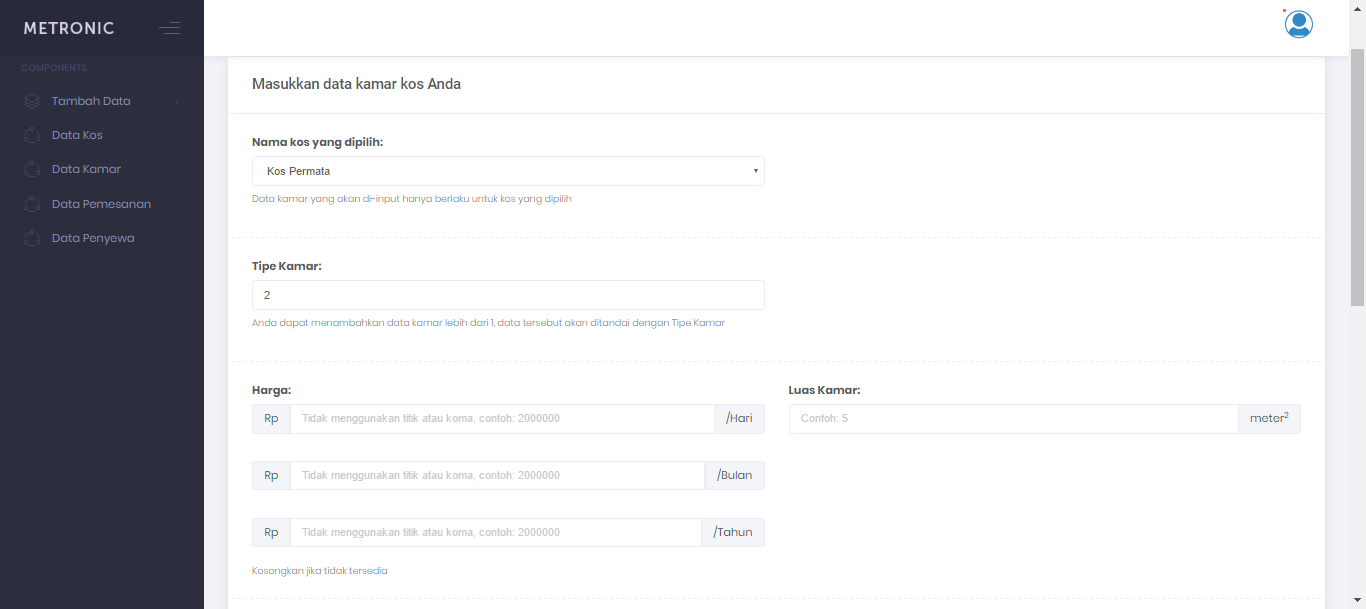 METRONIC
COMPONENTS
Tambah Data
Data Kos
Data Kamar
Data Pemesanan
Data Penyewa
Masukkan data kamar kos Anda
Nama kos yang dipilih:
Kos Permata
Data kamar yang akan di-input hanya berlaku untuk kos yang dipilih
Tipe Kamar:
2
Anda dapat menambahkan data kamar lebih dari 1, data tersebut akan ditandai dengan Tipe Kamar
Harga:
Rp Tidak menggunakan titik atau koma, contoh: 2000000 /Hari
Rp Tidak menggunakan titik atau koma, contoh: 2000000 /Bulan
Rp Tidak menggunakan titik atau koma, contoh: 2000000 /Tahun
Kosongkan jika tidak tersedia
Luas Kamar:
Contoh: 5 meter²